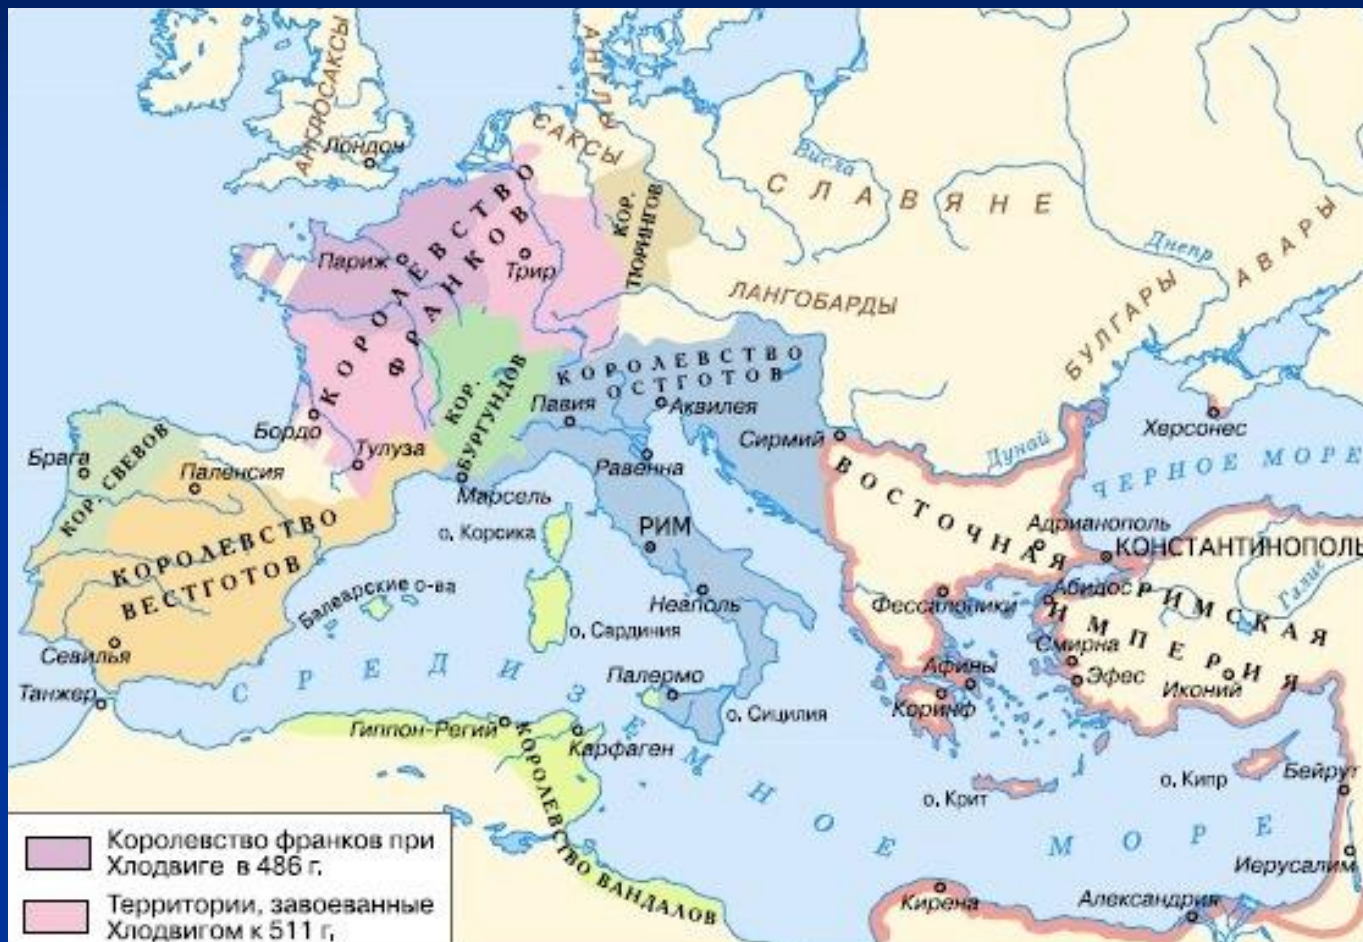 АНГЛЫ
АНГЛОСАКСЫ
САКСЫ
Лондон
Висла
СЛАВЯНЕ
КОР. ТЮРИНГОВ
КОРОЛЕВСТВО
ФРАНКОВ
Париж
Трир
Днепр
АВАРЫ
ЛАНГОБАРДЫ
БУЛГАРЫ
КОРОЛЕВСТВО
ОСТГОТОВ
КОР.
БУРГУНДОВ
Павия
Аквилея
Бордо
Тулуза
Сирмий
Дунай
Херсонес
ЧЕРНОЕ МОРЕ
Брага
КОР. СВЕВОВ
Паленсия
Равенна
Марсель
о. Корсика
РИМ
ВОСТОЧНАЯ
РИМСКАЯ
ИМПЕРИЯ
Адрианополь
КОНСТАНТИНОПОЛЬ
КОРОЛЕВСТВО
ВЕСТГОТОВ
Балеарские о-ва
Неаполь
Фессалоники
Абидос
Галис
о. Сардиния
Севилья
Смирна
Афины
Эфес
Иконий
Танжер
СРЕДИЗЕМНОЕ МОРЕ
Палермо
о. Сицилия
Коринф
Гиппон-Регий
Карфаген
КОРОЛЕВСТВО ВАНДАЛОВ
о. Крит
о. Кипр
Бейрут
Иерусалим
Кирена
Александрия
Королевство франков при
Хлодвиге в 486 г.
Территории, завоеванные
Хлодвигом к 511 г,